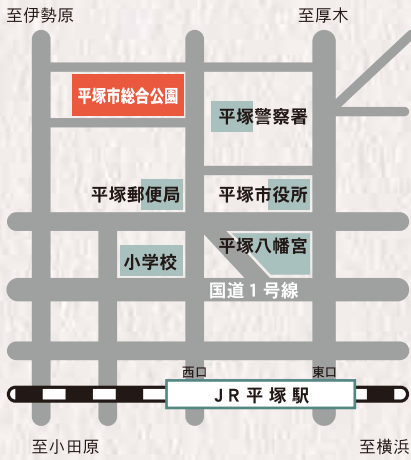 至伊勢原
至厚木
平塚市総合公園
平塚警察署
平塚郵便局
平塚市役所
平塚八幡宮
小学校
国道1号線
西口
東口
JR平塚駅
至小田原
至横浜